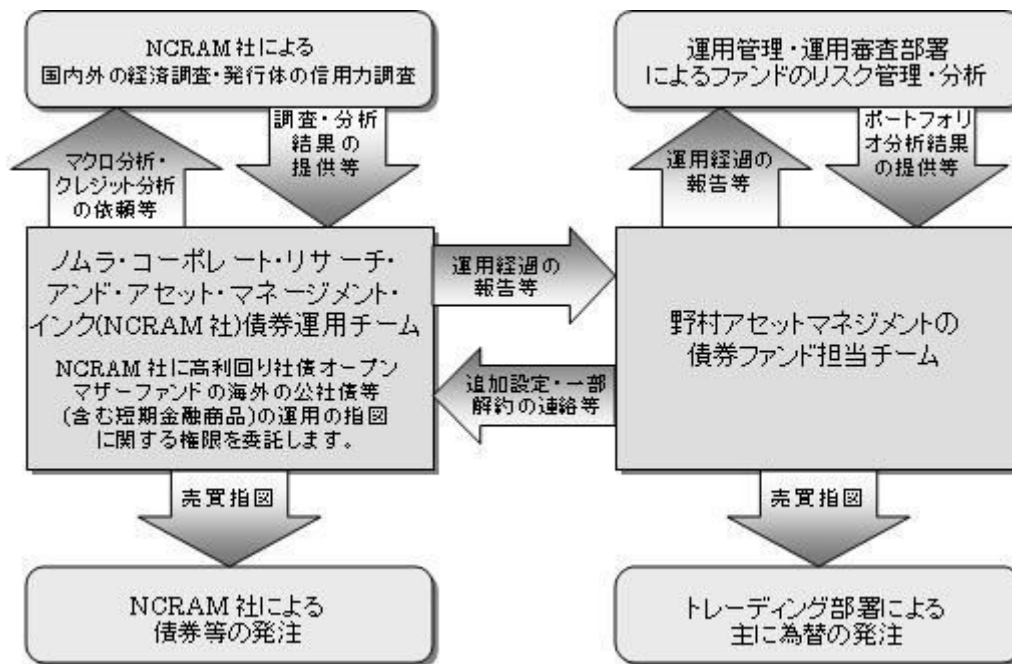 NCRAM社による
国内外の経済調査・発行体の信用力調査
運用管理・運用審査部署
によるファンドのリスク管理・分析
マクロ分析・
クレジット分析
の依頼等
調査・分析
結果の
提供等
運用経過の
報告等
ポートフォリ
オ分析結果
の提供等
ノムラ・コーポレート・リサーチ・
アンド・アセット・マネージメント・
インク(NCRAM社)債券運用チーム
NCRAM社に高利回り社債オープン
マザーファンドの海外の公社債等
(含む短期金融商品)の運用の指図
に関する権限を委託します。
運用経過の
報告等
追加設定・一部
解約の連絡等
野村アセットマネジメントの
債券ファンド担当チーム
売買指図
売買指図
NCRAM社による
債券等の発注
トレーディング部署による
主に為替の発注